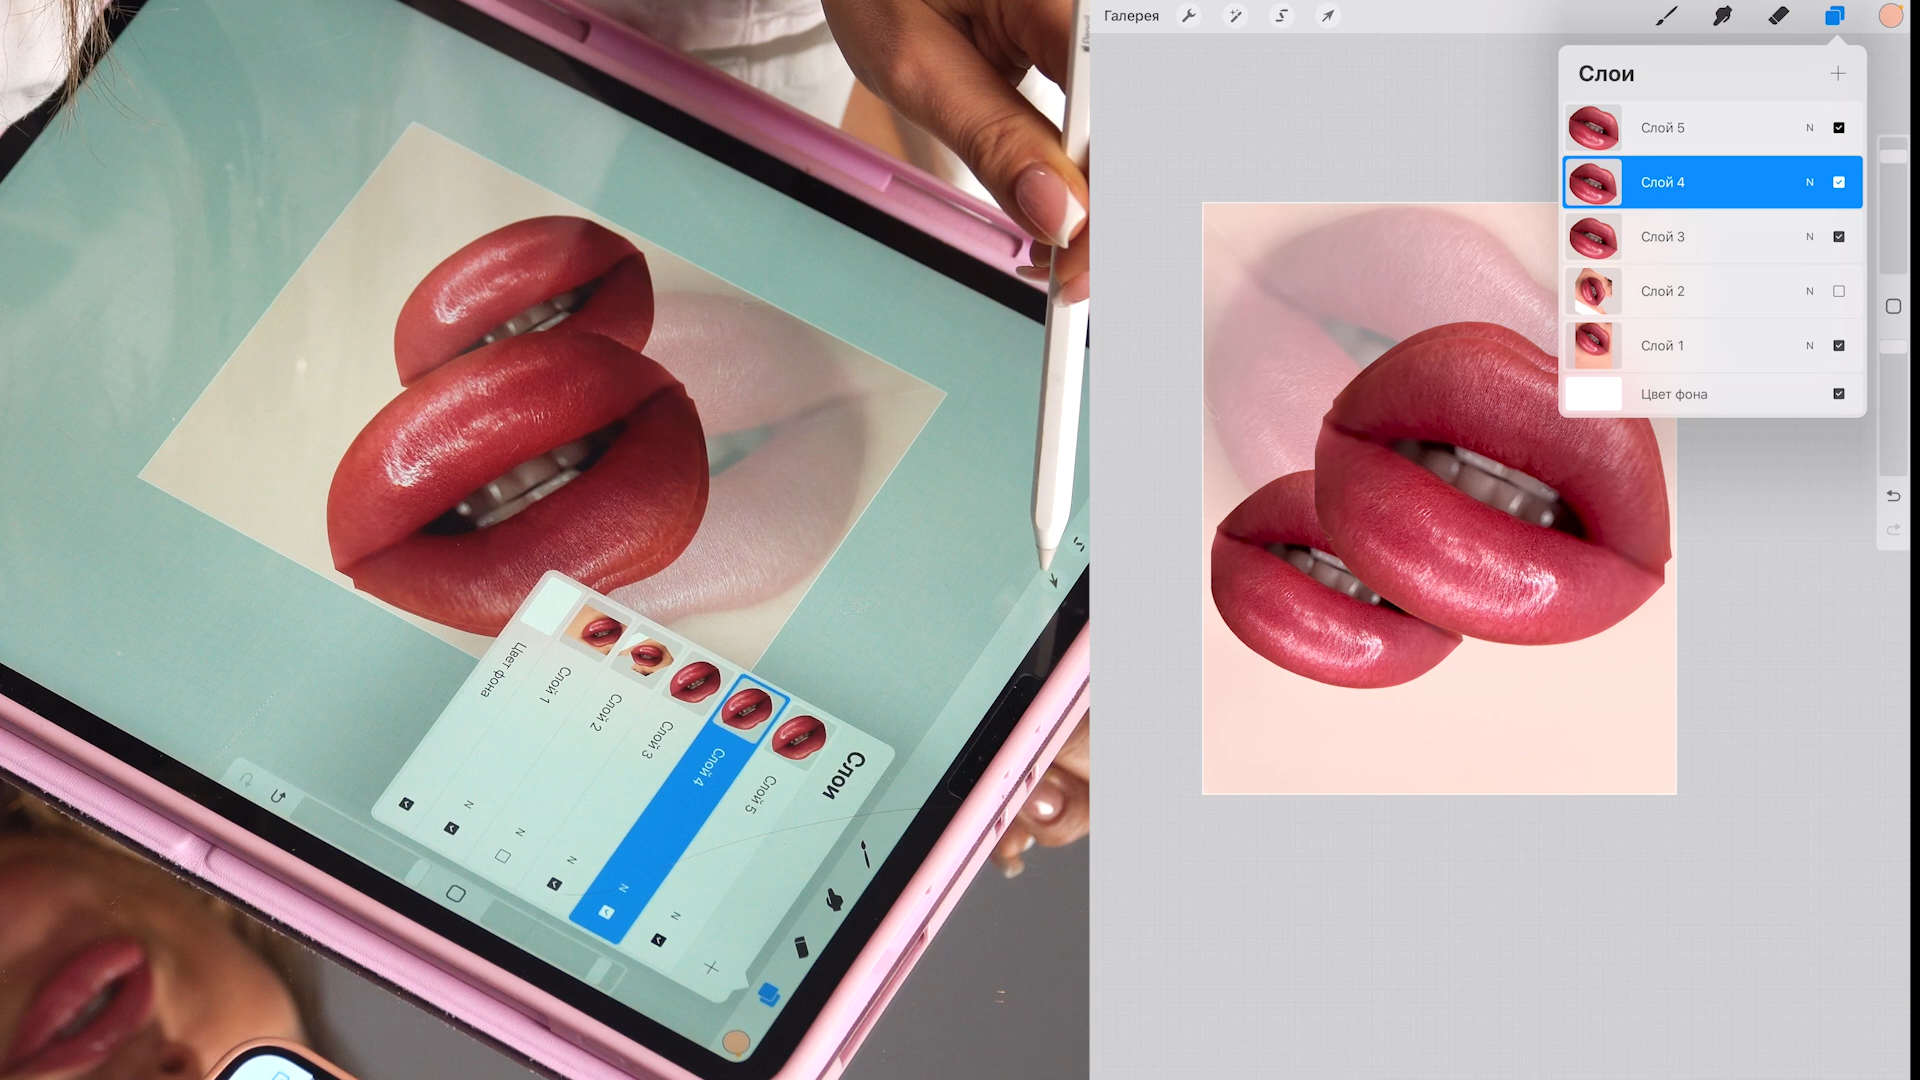 Цвет фона
Слой 1
N
Слой 2
N
Слой 3
N
Слой 4
N
Слой 5
N
Слои
Галерея
Слои
Слой 5 N
Слой 4 N
Слой 3 N
Слой 2 N
Слой 1 N
Цвет фона